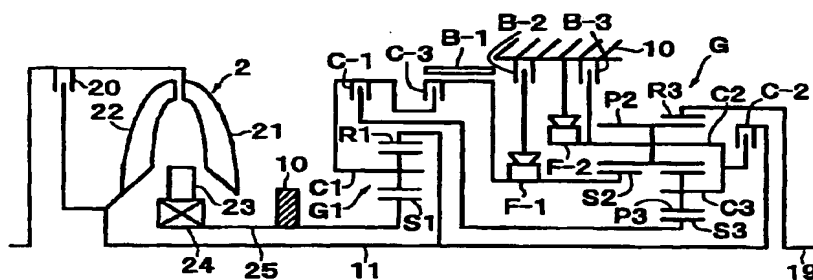 B-2 B-3
C-1 C-3 B-1 10 G
20 2 P2 R3 C2 C-2
22 21 R1
F-2
23 10 C1 G1 S1 F-1 S2 C3
P3 S3
24 25 11 19